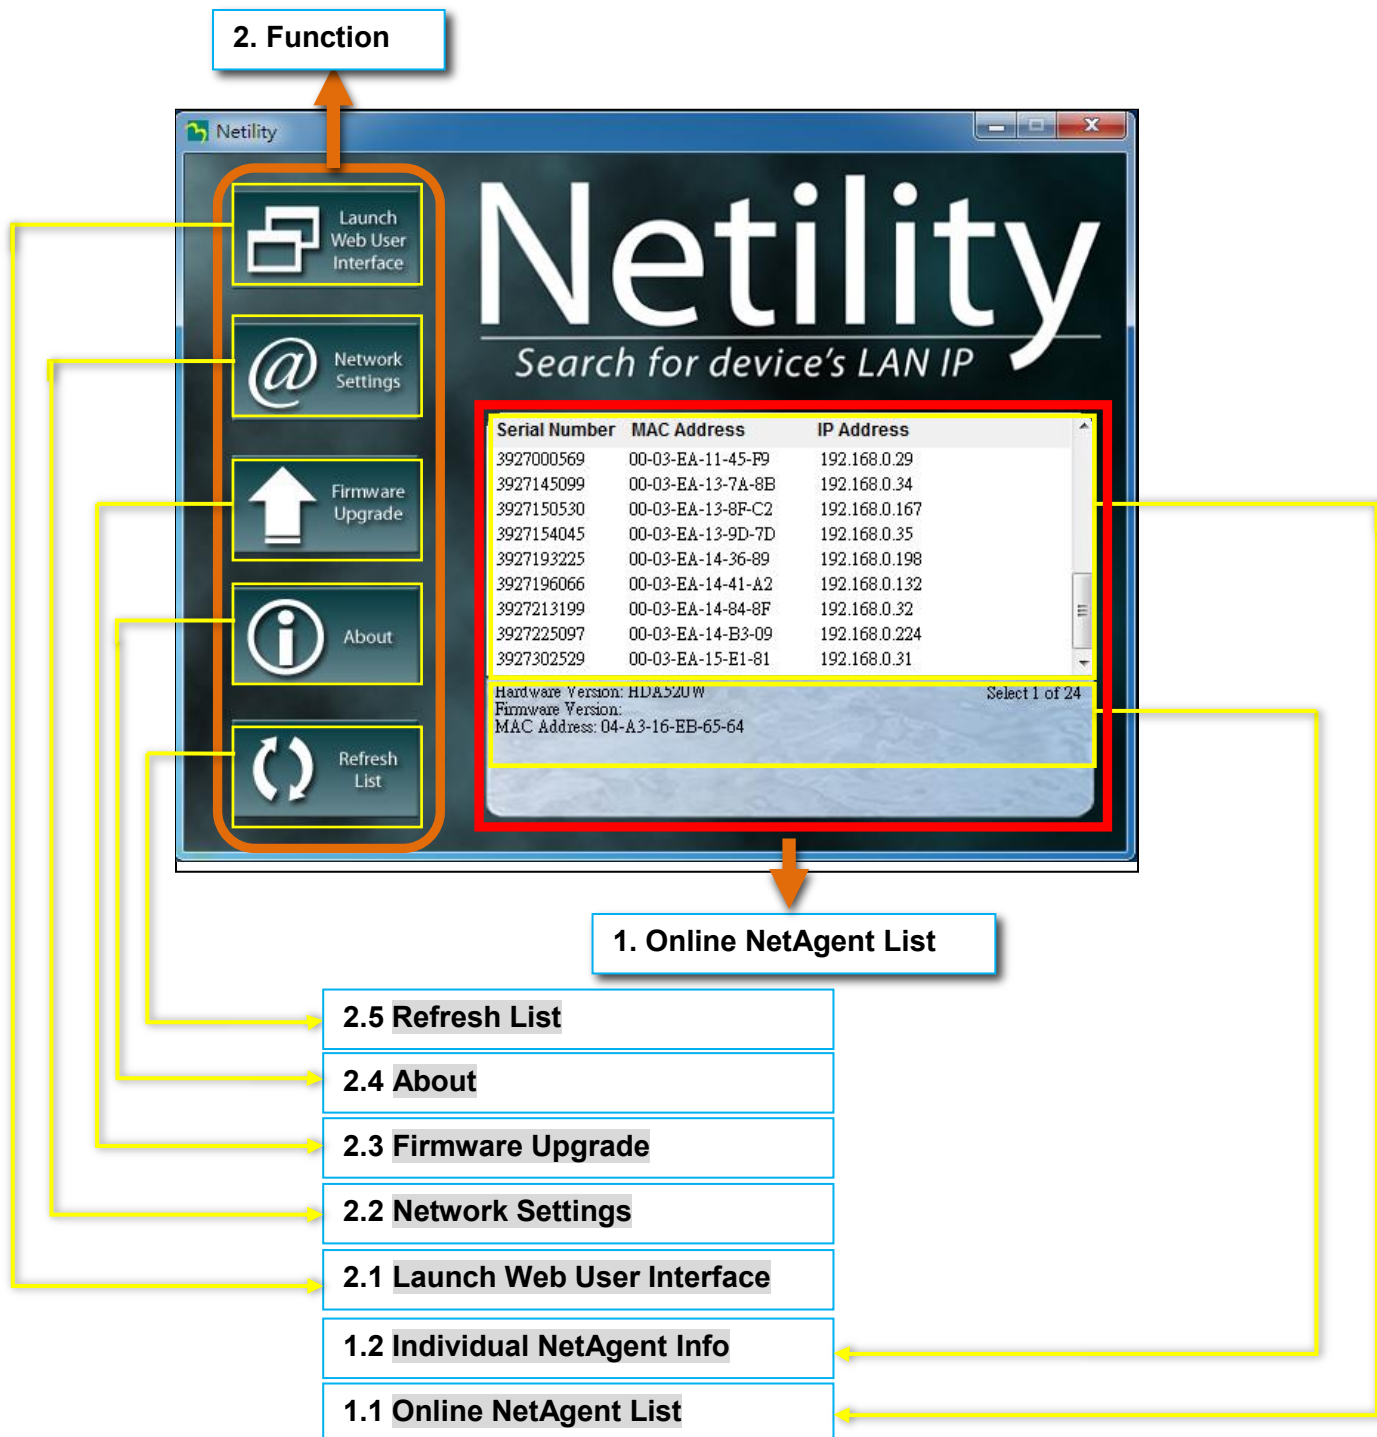 2. Function
Netility
Launch
Web User
Interface
Network
Settings
Firmware
Upgrade
About
Refresh
List
Netility
Search for device's LAN IP
Serial Number MAC Address IP Address
3927000569 00-03-EA-11-45-F9 192.168.0.29
3927145099 00-03-EA-13-7A-8B 192.168.0.34
3927150530 00-03-EA-13-8F-C2 192.168.0.167
3927154045 00-03-EA-13-9D-7D 192.168.0.35
3927193225 00-03-EA-14-36-89 192.168.0.198
3927196066 00-03-EA-14-41-A2 192.168.0.132
3927213199 00-03-EA-14-84-8F 192.168.0.32
3927225097 00-03-EA-14-B3-09 192.168.0.224
3927302529 00-03-EA-15-E1-81 192.168.0.31
Hardware Version: HDA520W Select 1 of 24
Firmware Version:
MAC Address: 04-A3-16-EB-65-64
1. Online NetAgent List
2.5 Refresh List
2.4 About
2.3 Firmware Upgrade
2.2 Network Settings
2.1 Launch Web User Interface
1.2 Individual NetAgent Info
1.1 Online NetAgent List